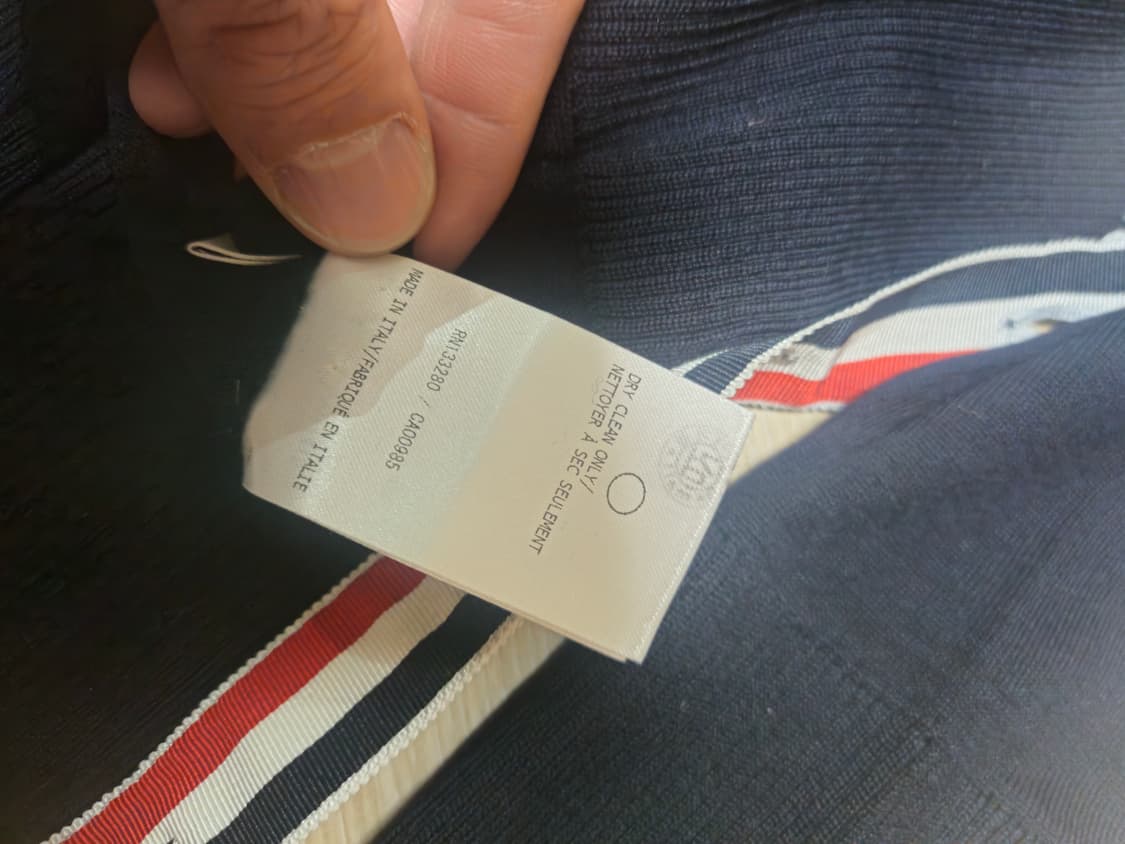 DRY CLEAN ONLY/
NETTOYER A SEC SEULEMENT
RN133280 / CA00985
MADE IN ITALY/FABRIQUÉ EN ITALIE